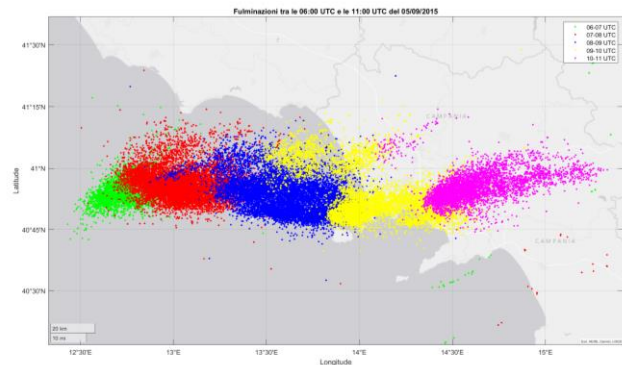 Fulminazioni tra le 06:00 UTC e le 11:00 UTC del 05/09/2015
06-07 UTC
07-08 UTC
08-09 UTC
09-10 UTC
10-11 UTC
41°30'N
41°15'N
41°N
40°45'N
40°30'N
Latitude
CAMPANIA
CAMPANIA
20 km
10 mi
12°30'E 13°E 13°30'E 14°E 14°30'E 15°E
Longitude